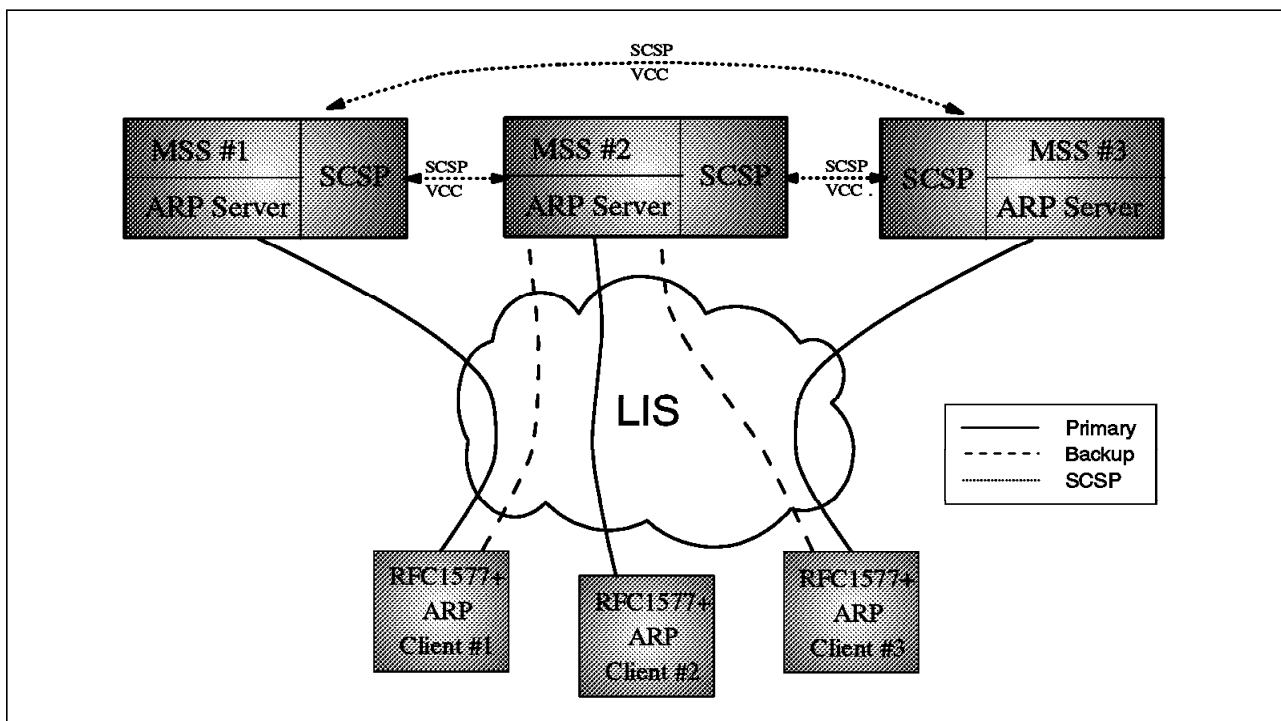 SCSP
VCC
MSS #1
ARP Server
SCSP
SCSP
VCC
MSS #2
ARP Server
SCSP
SCSP
VCC .
SCSP
MSS #3
ARP Server
LIS
Primary
Backup
SCSP
RFC1577+
ARP
Client #1
RFC1577+
ARP
Client #2
RFC1577+
ARP
Client #3